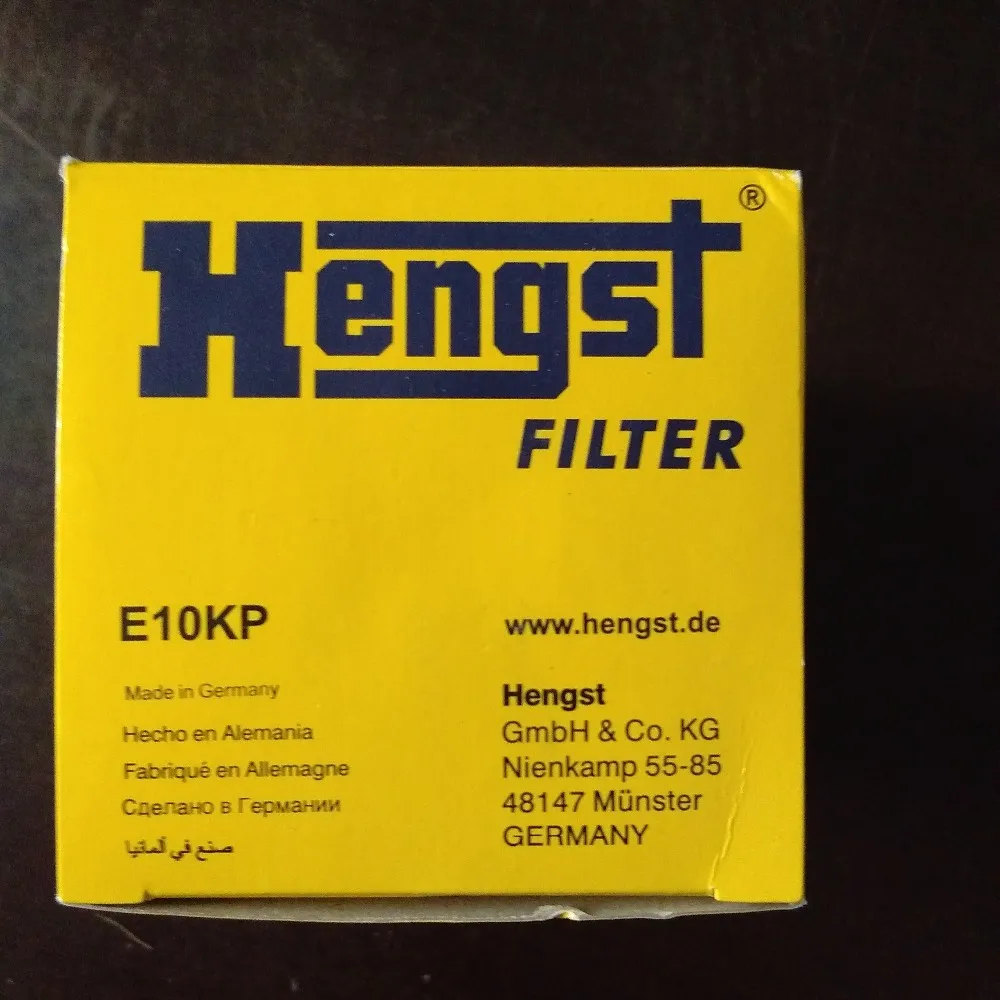 Hengst®
FILTER
E10KP
www.hengst.de
Made in Germany
Hecho en Alemania
Fabriqué en Allemagne
Сделано в Германии
صنع في ألمانيا
Hengst
GmbH & Co. KG
Nienkamp 55-85
48147 Münster
GERMANY